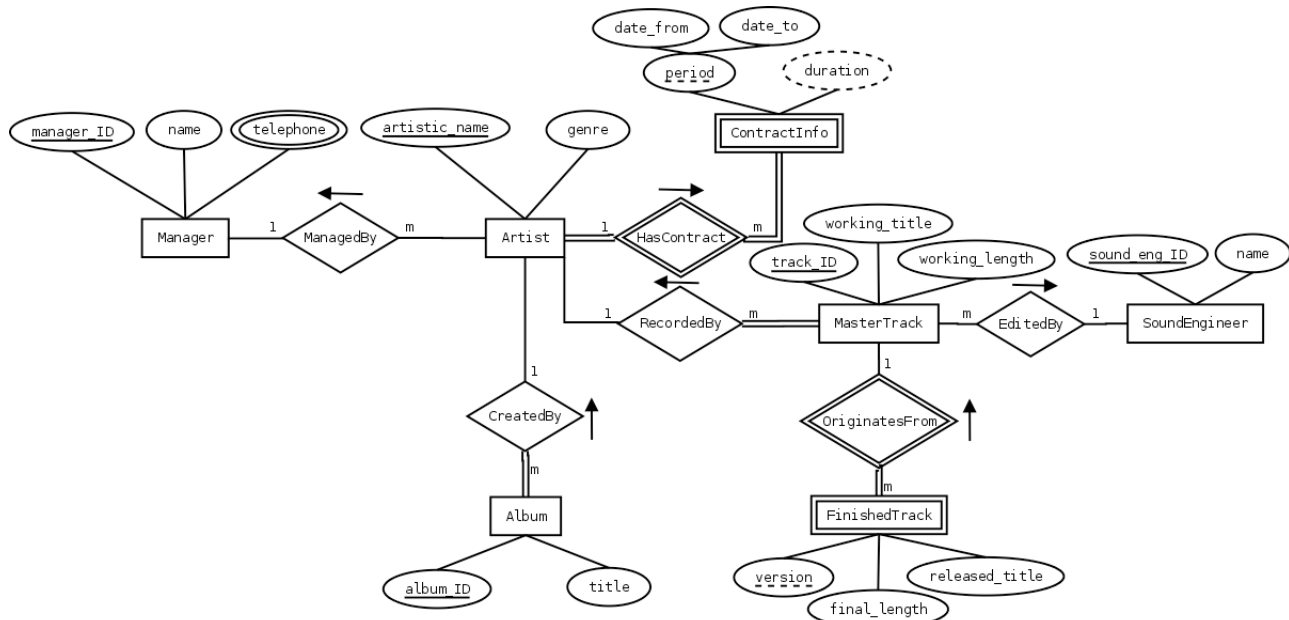 date_from
date_to
period
duration
manager_ID
name
telephone
artistic_name
genre
ContractInfo
Manager
1
ManagedBy
m
Artist
1
HasContract
m
working_title
track_ID
working_length
sound_eng_ID
name
1
RecordedBy
m
MasterTrack
m
EditedBy
1
SoundEngineer
1
CreatedBy
m
1
OriginatesFrom
m
Album
FinishedTrack
album_ID
title
version
final_length
released_title